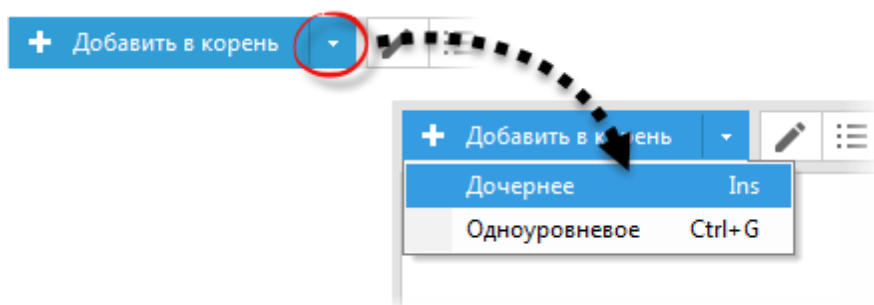 Добавить в корень
Добавить в корень
Дочернее Ins
Одноуровневое Ctrl+G